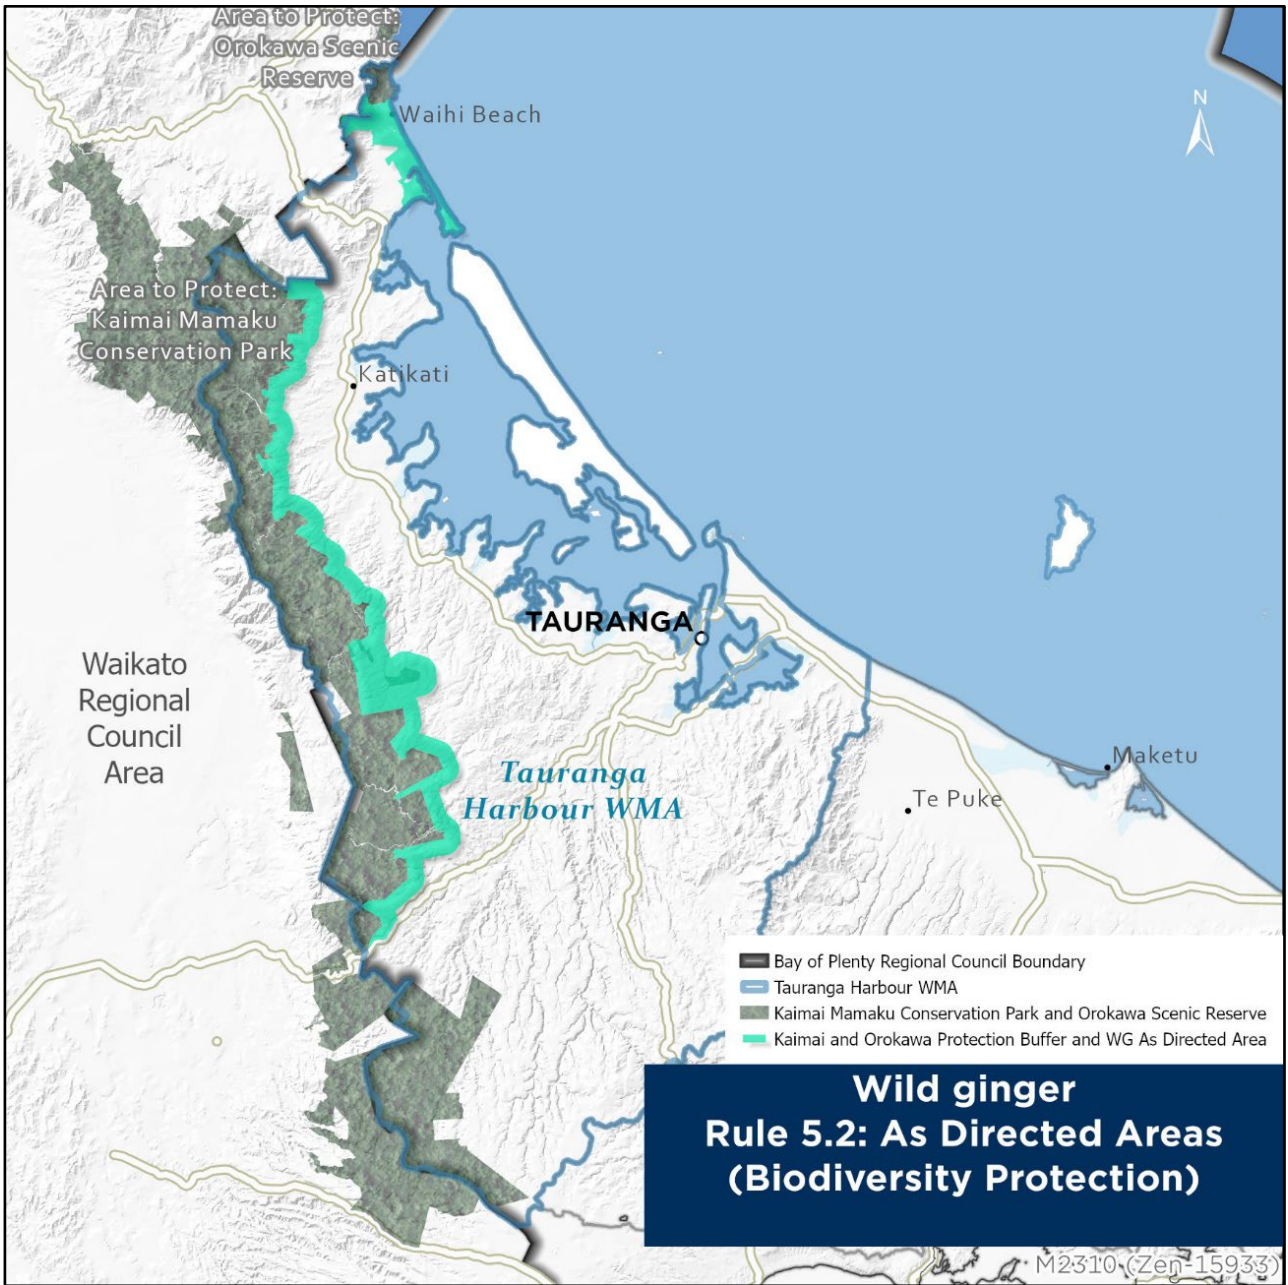 Area to Protect:
Orokawa Scenic
Reserve
Waihi Beach
N
Area to Protect:
Kaimai Mamaku
Conservation Park
Katikati
TAURANGA
Waikato
Regional
Council
Area
Tauranga
Harbour WMA
Maketu
Te Puke
Bay of Plenty Regional Council Boundary
Tauranga Harbour WMA
Kaimai Mamaku Conservation Park and Orokawa Scenic Reserve
Kaimai and Orokawa Protection Buffer and WG As Directed Area
Wild ginger
Rule 5.2: As Directed Areas
(Biodiversity Protection)
M2310 (Zen-15933)